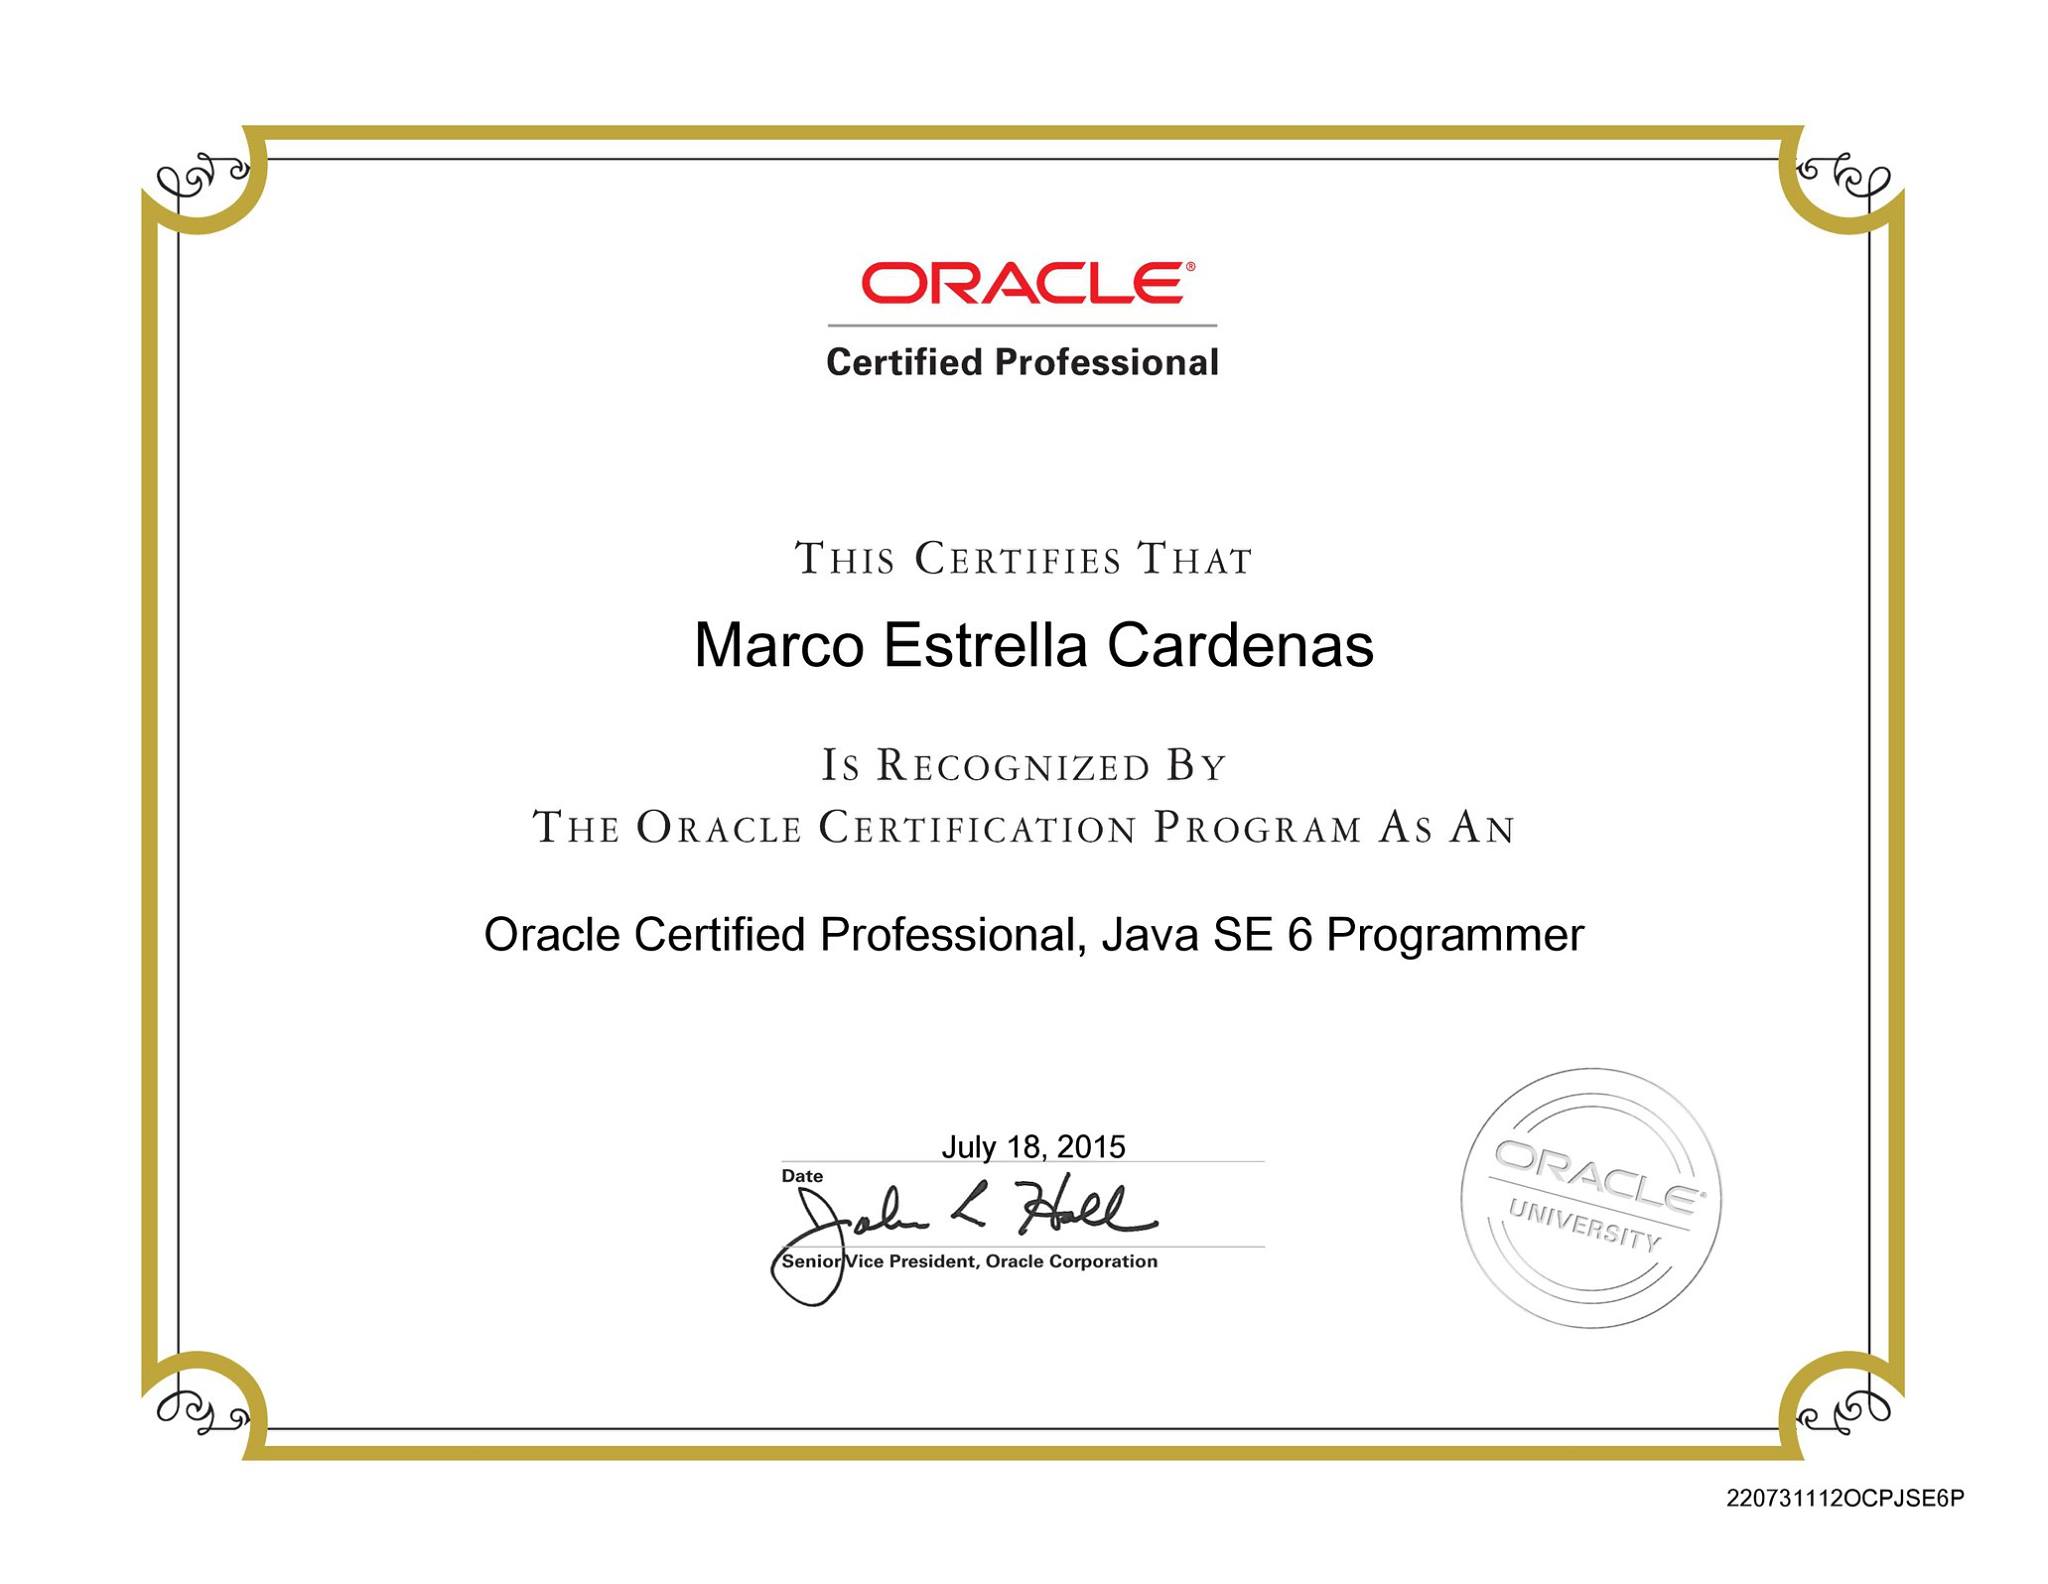 ORACLE®
Certified Professional
THIS CERTIFIES THAT
Marco Estrella Cardenas
IS RECOGNIZED BY
THE ORACLE CERTIFICATION PROGRAM AS AN
Oracle Certified Professional, Java SE 6 Programmer
July 18, 2015
Date
John L Hall
Senior Vice President, Oracle Corporation
ORACLE®
UNIVERSITY
220731112OCPJSE6P